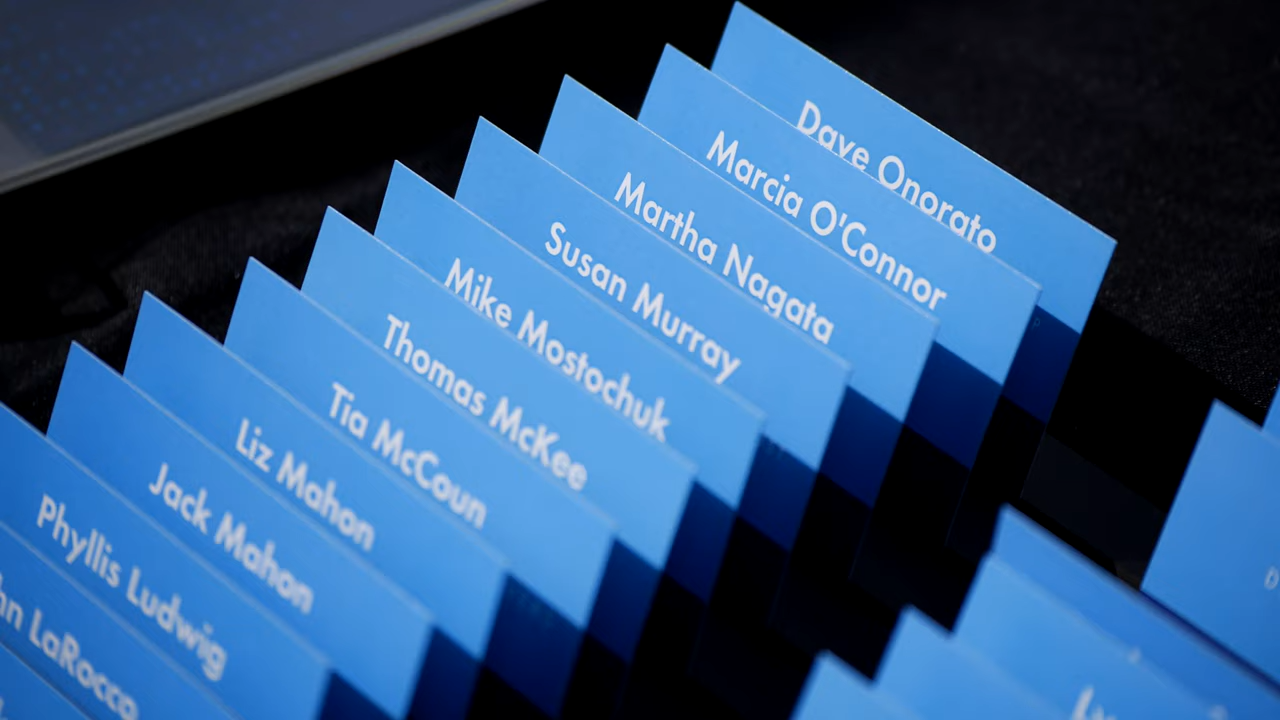 Dave Onorato
Marcia O'Connor
Martha Nagata
Susan Murray
Mike Mostochuk
Thomas McKee
Tia McCoun
Liz Mahon
Jack Mahon
Phyllis Ludwig
LaRocco